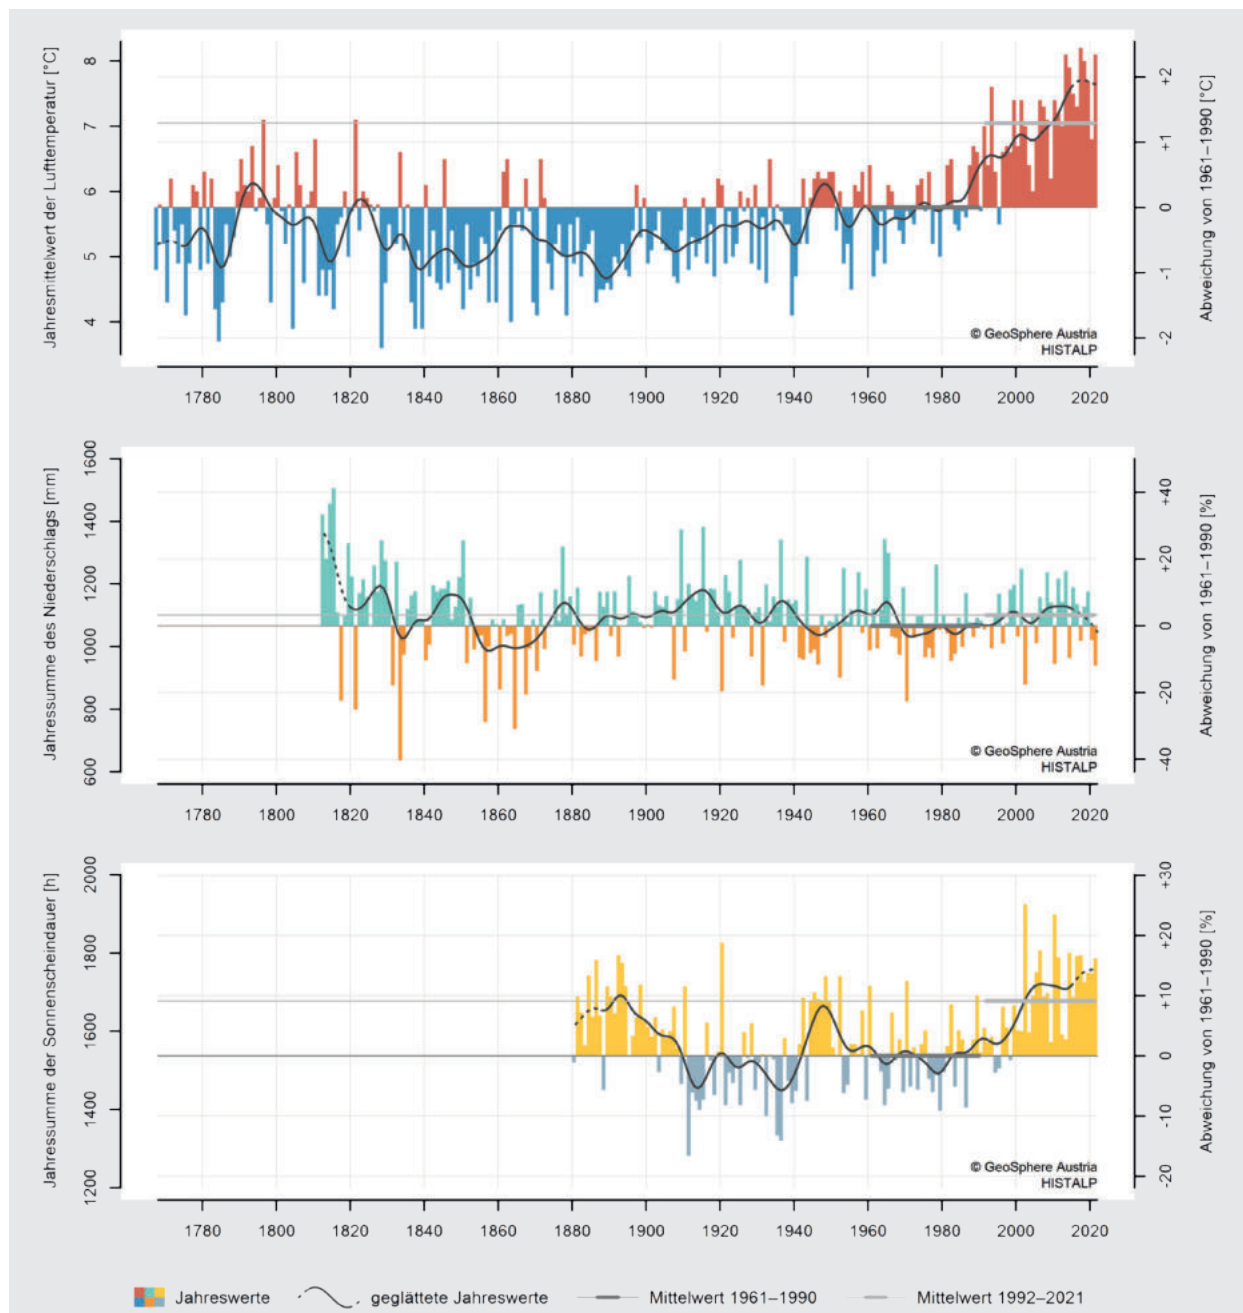 Jahresmittelwert der Lufttemperatur [°C]
8
7
6
5
4
+2
+1
0
-1
-2
Abweichung von 1961–1990 [°C]
© GeoSphere Austria
HISTALP
1780 1800 1820 1840 1860 1880 1900 1920 1940 1960 1980 2000 2020
Jahressumme des Niederschlags [mm]
1600
1400
1200
1000
800
600
+40
+20
0
-20
-40
Abweichung von 1961–1990 [%]
© GeoSphere Austria
HISTALP
1780 1800 1820 1840 1860 1880 1900 1920 1940 1960 1980 2000 2020
Jahressumme der Sonnenscheindauer [h]
2000
1800
1600
1400
1200
+30
+20
+10
0
-10
-20
Abweichung von 1961–1990 [%]
© GeoSphere Austria
HISTALP
1780 1800 1820 1840 1860 1880 1900 1920 1940 1960 1980 2000 2020
Jahreswerte geglättete Jahreswerte Mittelwert 1961–1990 Mittelwert 1992–2021